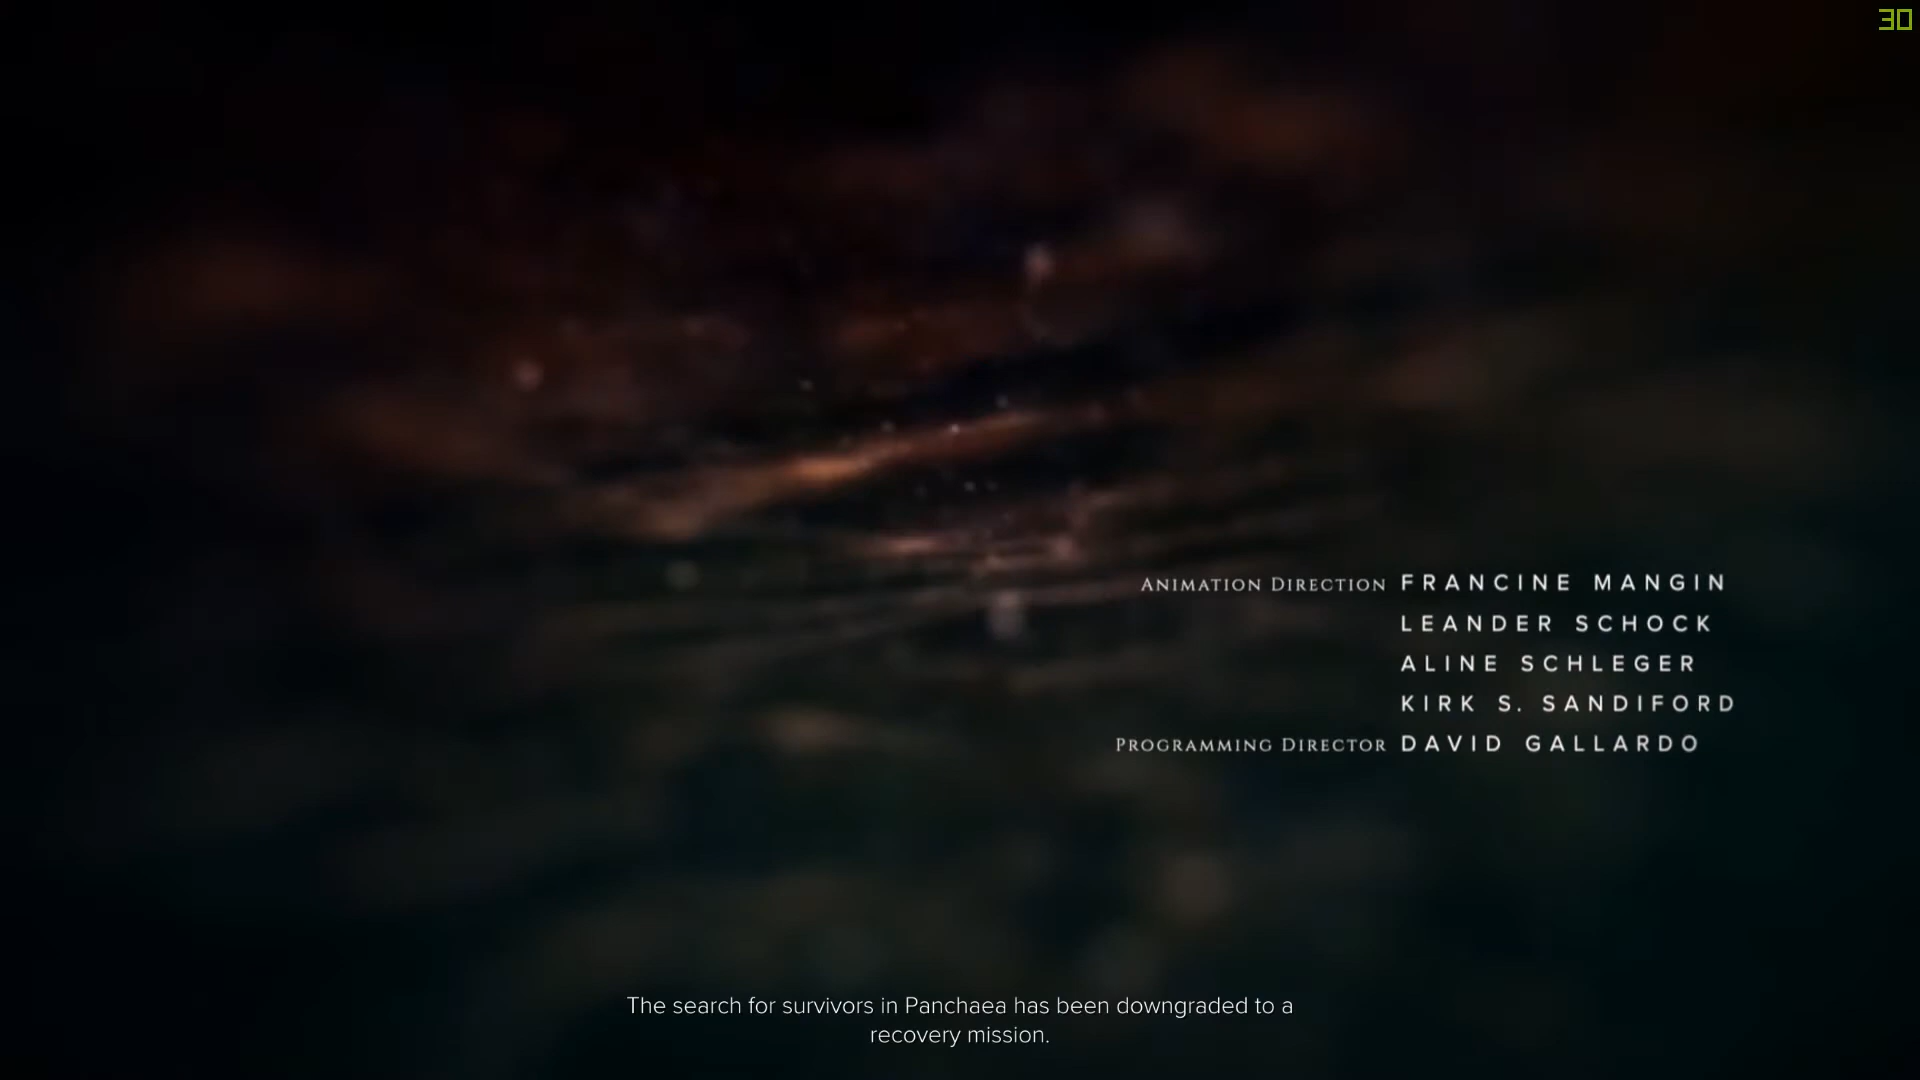 30
Animation Direction FRANCINE MANGIN
LEANDER SCHOCK
ALINE SCHLEGER
KIRK S. SANDIFORD
Programming Director DAVID GALLARDO
The search for survivors in Panchaea has been downgraded to a
recovery mission.